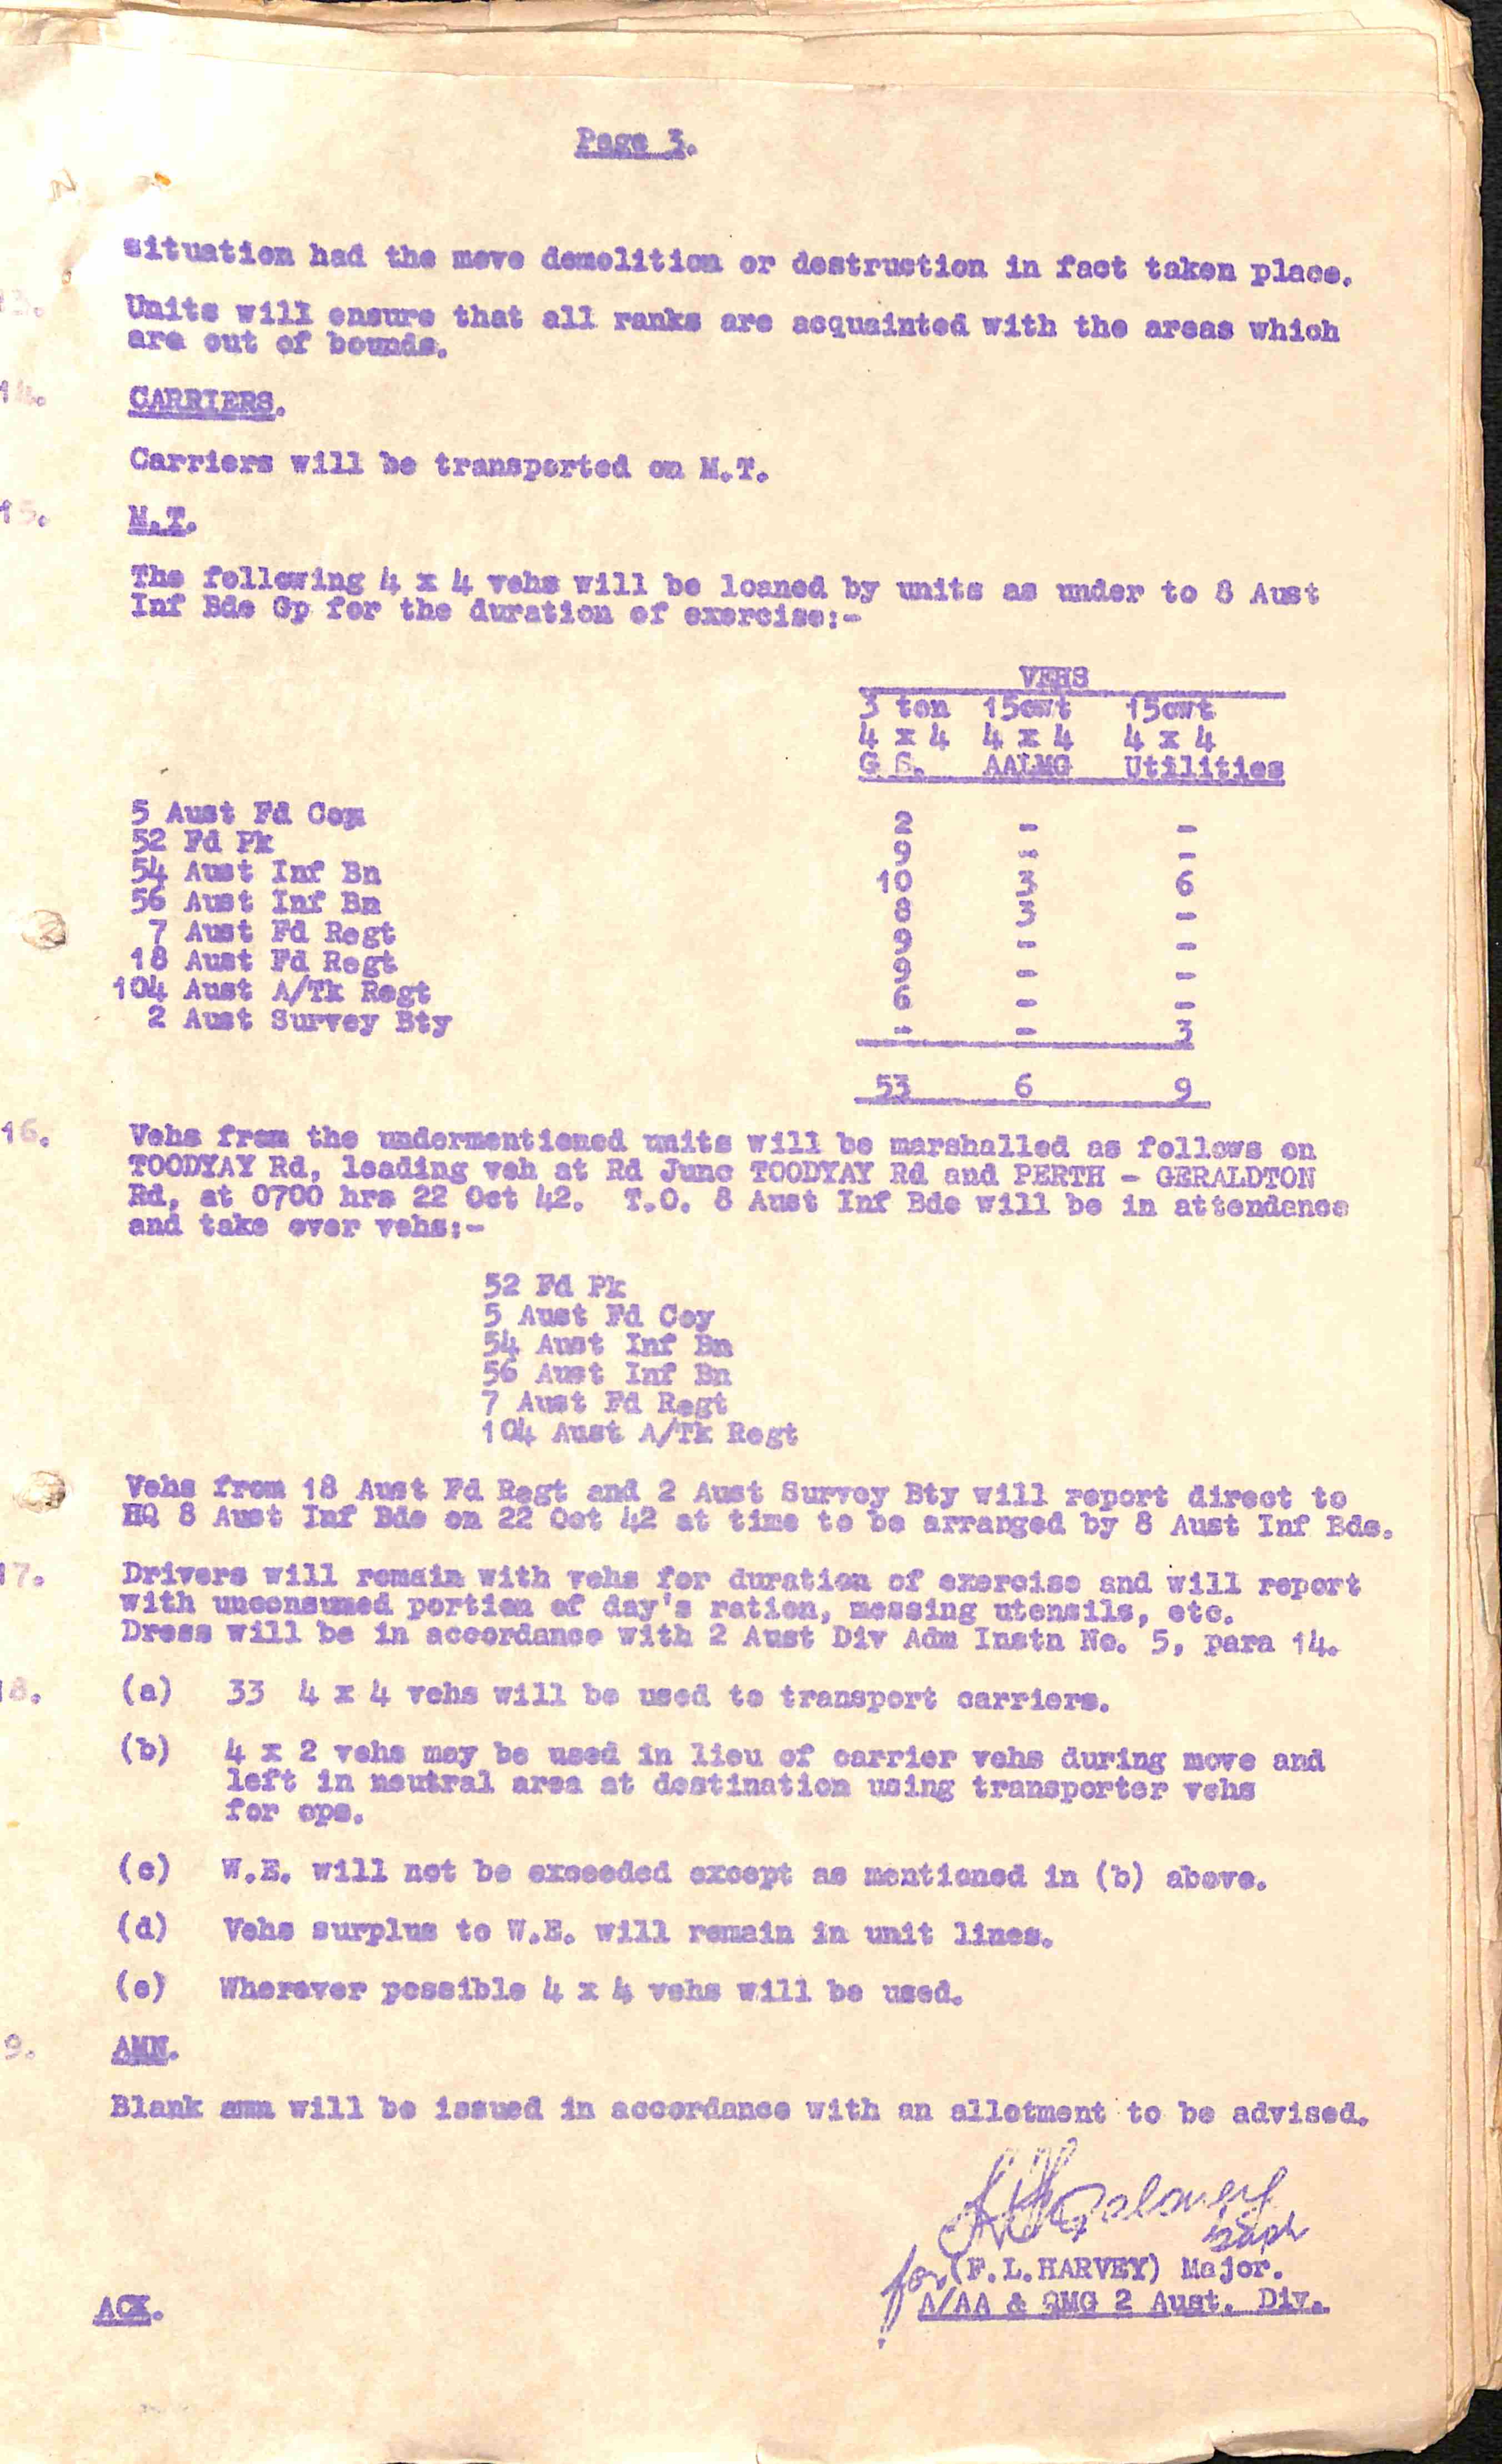 Page 3.
situation had the move demolition or destruction in fact taken place.
13. Units will ensure that all ranks are acquainted with the areas which
are out of bounds.
14. CARRIERS.
Carriers will be transported on M.T.
15. M.T.
The following 4 x 4 vehs will be loaned by units as under to 8 Aust
Inf Bde Gp for the duration of exercise:-
VEHS
3 ton 15cwt 15cwt
4 x 4 4 x 4 4 x 4
G S. AALMG Utilities
5 Aust Fd Coy 2 - -
52 Fd Pk 9 - -
54 Aust Inf Bn 10 3 6
56 Aust Inf Bn 8 3 -
7 Aust Fd Regt 9 - -
18 Aust Fd Regt 9 - -
104 Aust A/Tk Regt 6 - -
2 Aust Survey Bty - - 3
53 6 9
16. Vehs from the undermentioned units will be marshalled as follows on
TOODYAY Rd, leading veh at Rd Junc TOODYAY Rd and PERTH - GERALDTON
Rd, at 0700 hrs 22 Oct 42. T.O. 8 Aust Inf Bde will be in attendance
and take over vehs:-
52 Fd Pk
5 Aust Fd Coy
54 Aust Inf Bn
56 Aust Inf Bn
7 Aust Fd Regt
104 Aust A/Tk Regt
Vehs from 18 Aust Fd Regt and 2 Aust Survey Bty will report direct to
HQ 8 Aust Inf Bde on 22 Oct 42 at time to be arranged by 8 Aust Inf Bde.
17. Drivers will remain with vehs for duration of exercise and will report
with unconsumed portion of day's ration, messing utensils, etc.
Dress will be in accordance with 2 Aust Div Adm Instn No. 5, para 14.
18. (a) 33 4 x 4 vehs will be used to transport carriers.
(b) 4 x 2 vehs may be used in lieu of carrier vehs during move and
left in neutral area at destination using transporter vehs
for ops.
(c) W.E. will not be exceeded except as mentioned in (b) above.
(d) Vehs surplus to W.E. will remain in unit lines.
(e) Wherever possible 4 x 4 vehs will be used.
9. AMN.
Blank amn will be issued in accordance with an allotment to be advised.
Capt
for (F.L.HARVEY) Major.
A/AA & QMG 2 Aust. Div.
ACK.